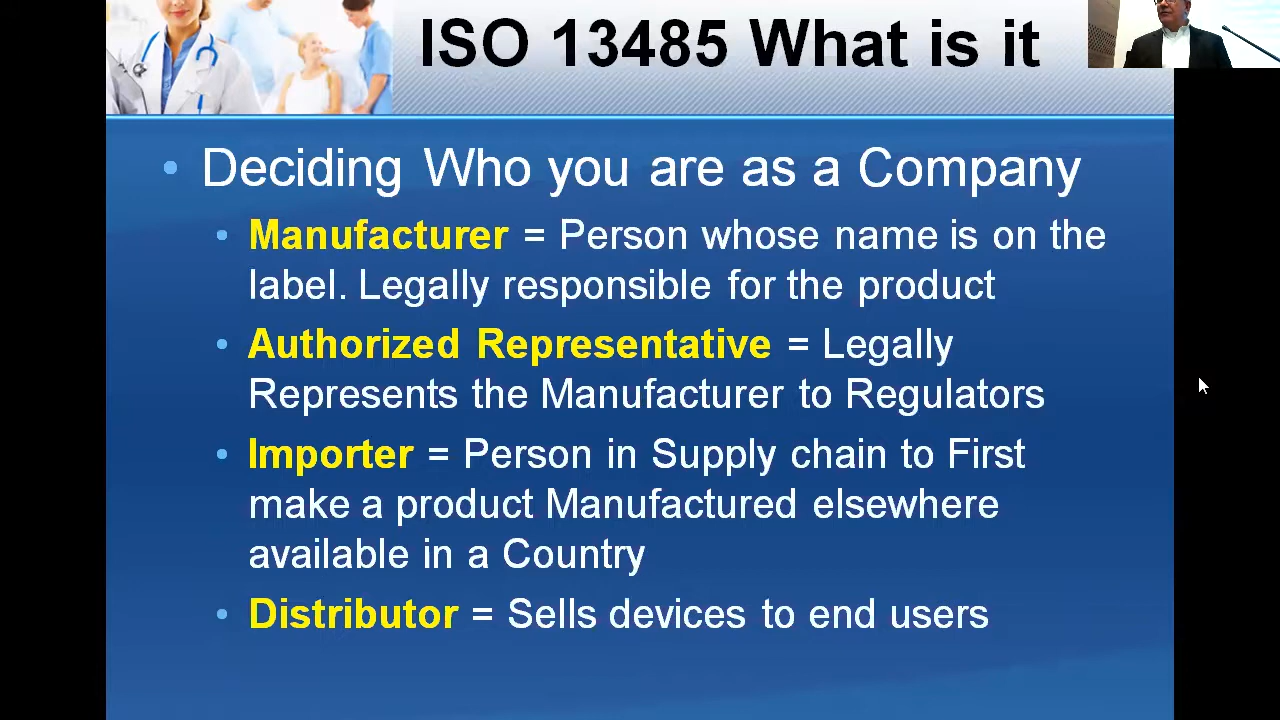 ISO 13485 What is it
• Deciding Who you are as a Company
• Manufacturer = Person whose name is on the
label. Legally responsible for the product
• Authorized Representative = Legally
Represents the Manufacturer to Regulators
• Importer = Person in Supply chain to First
make a product Manufactured elsewhere
available in a Country
• Distributor = Sells devices to end users